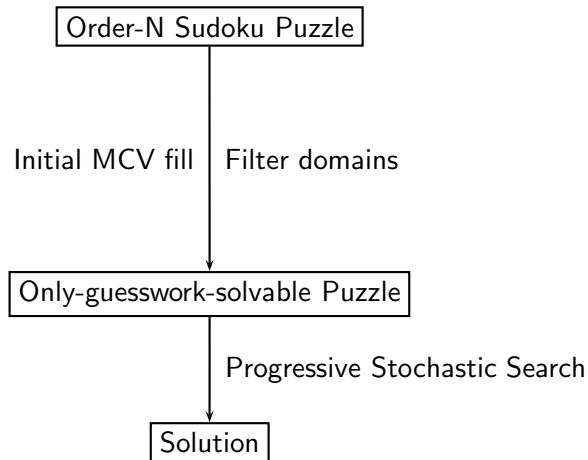 Order-N Sudoku Puzzle
Initial MCV fill
Filter domains
Only-guesswork-solvable Puzzle
Progressive Stochastic Search
Solution